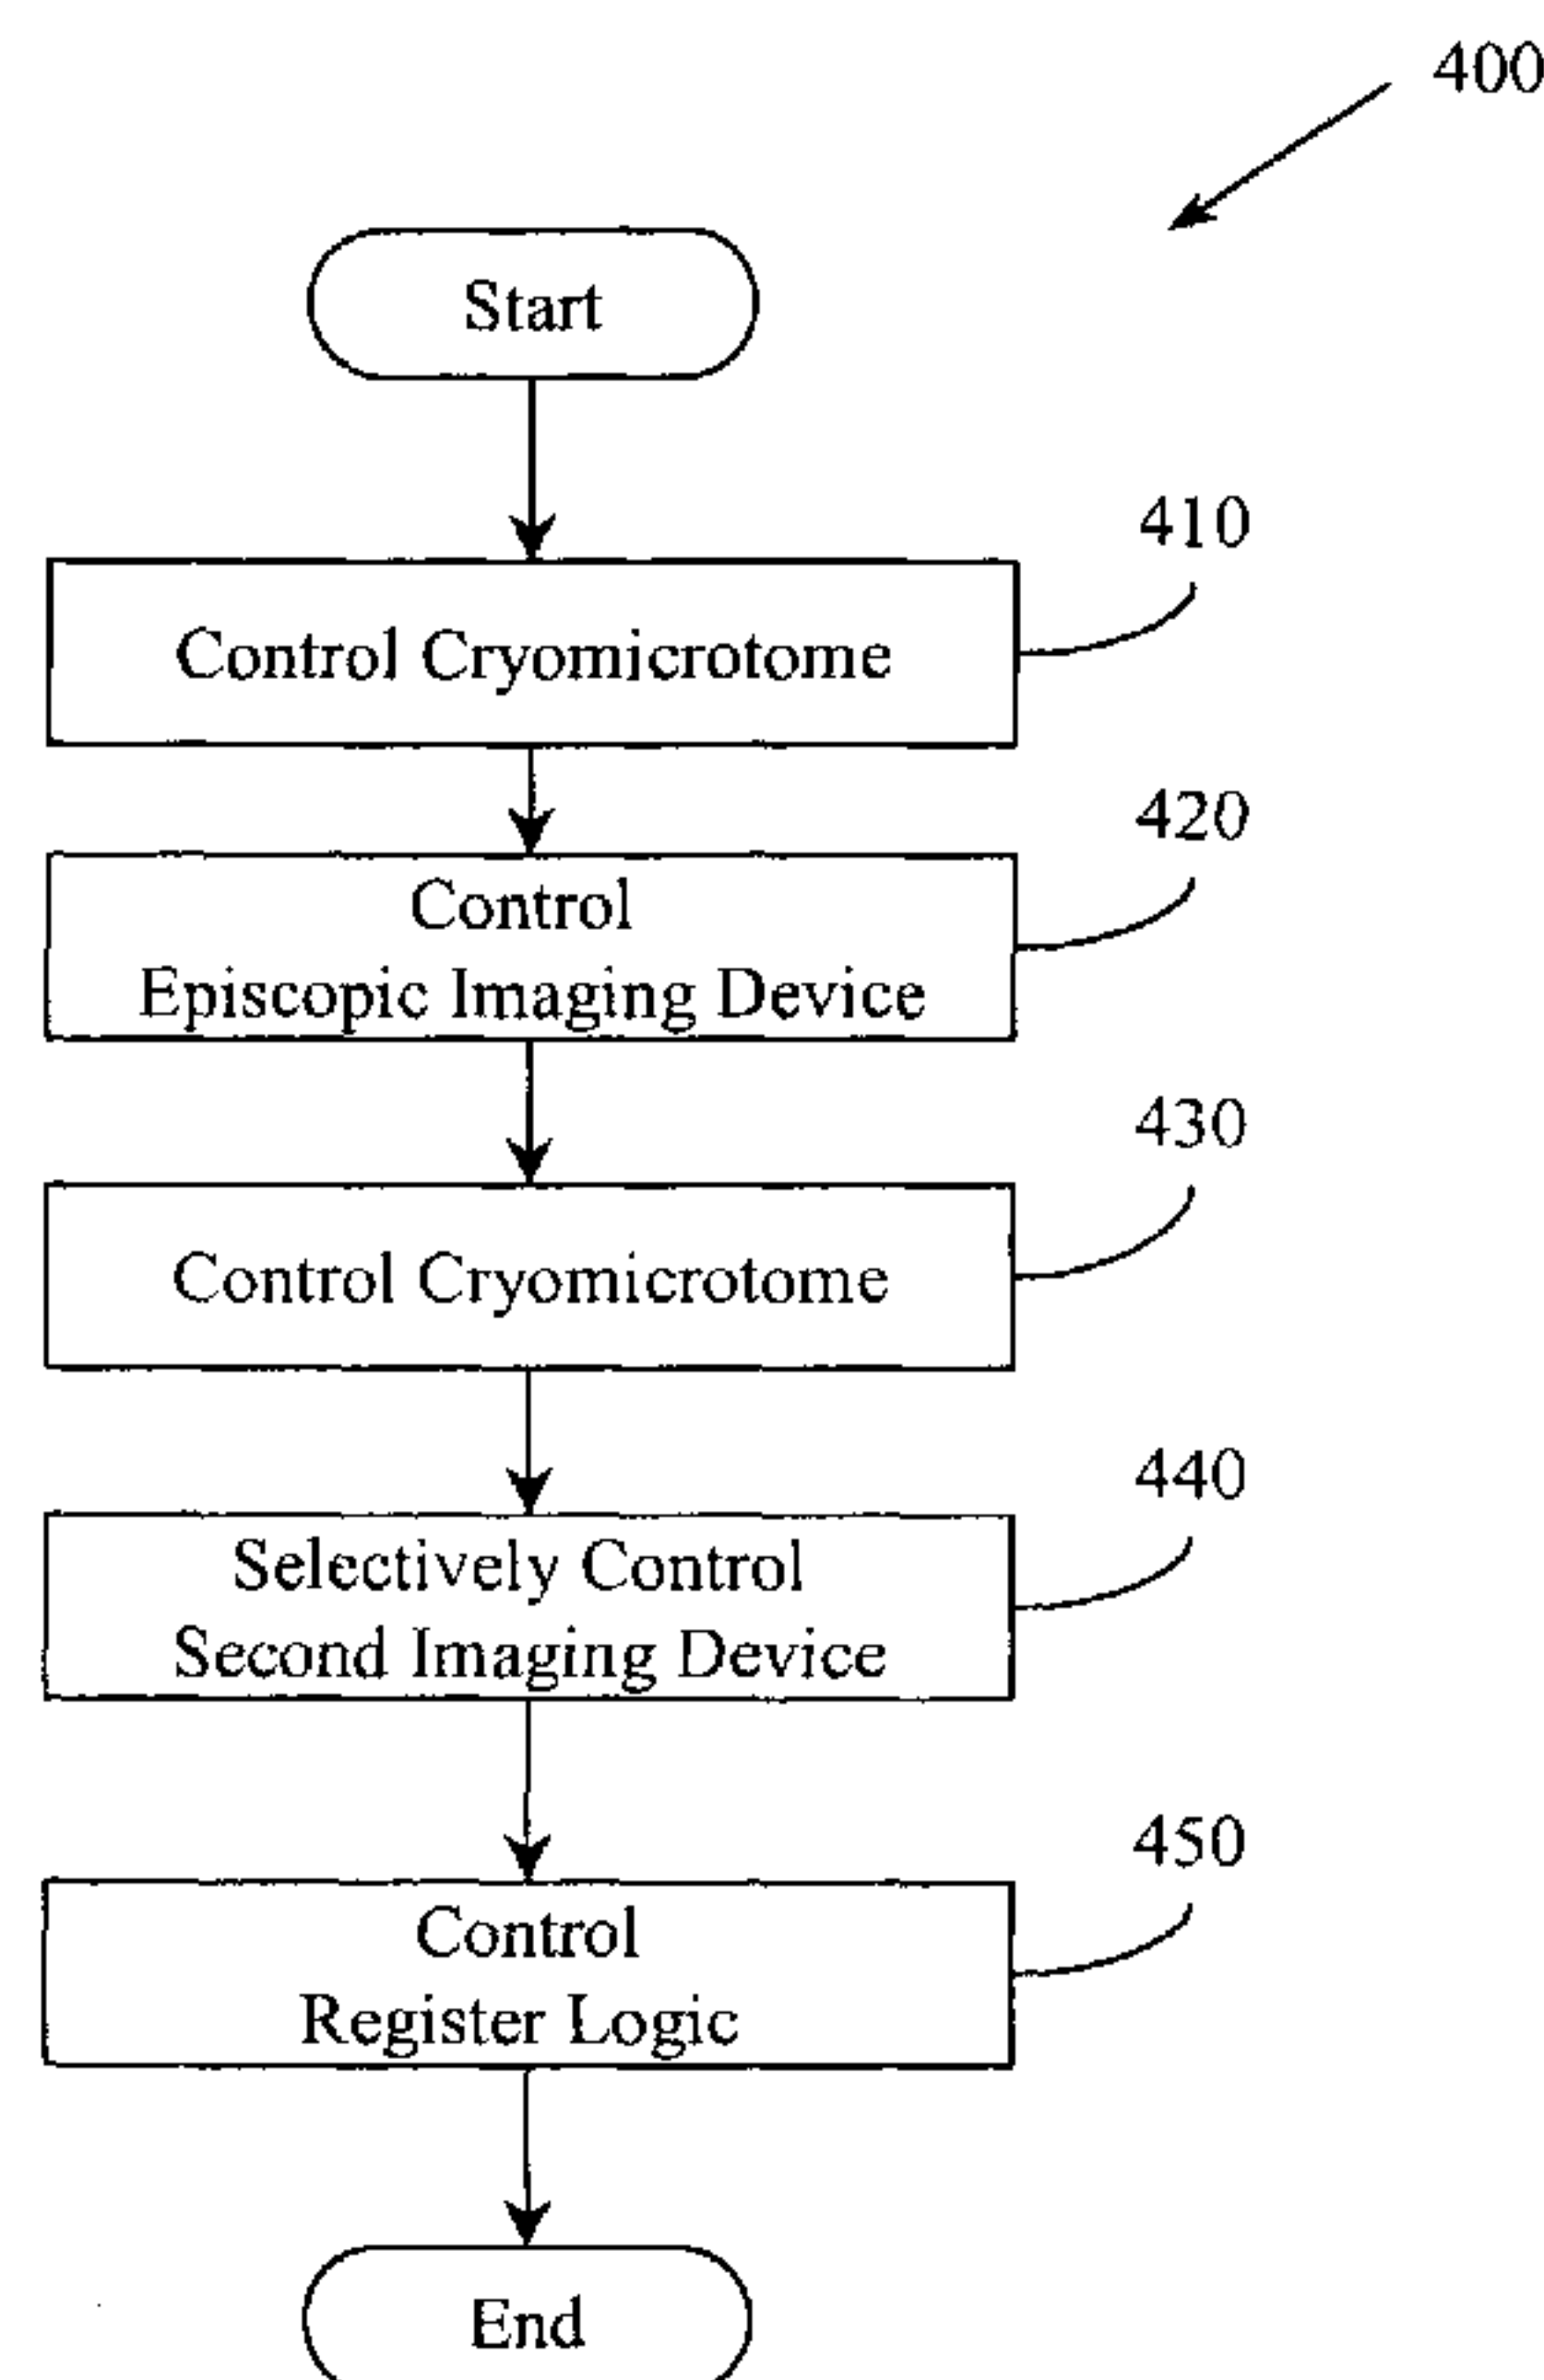 400
Start
410
Control Cryomicrotome
420
Control
Episcopic Imaging Device
430
Control Cryomicrotome
440
Selectively Control
Second Imaging Device
450
Control
Register Logic
End